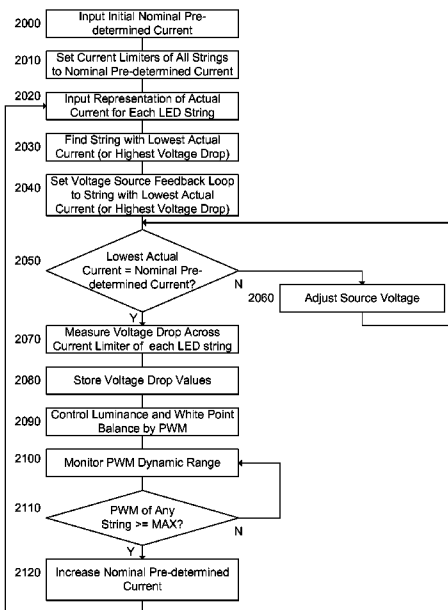 2000
Input Initial Nominal Pre-
determined Current
2010
Set Current Limiters of All Strings
to Nominal Pre-determined Current
2020
Input Representation of Actual
Current for Each LED String
2030
Find String with Lowest Actual
Current (or Highest Voltage Drop)
2040
Set Voltage Source Feedback Loop
to String with Lowest Actual
Current (or Highest Voltage Drop)
2050
Lowest Actual
Current = Nominal Pre-
determined Current?
N
2060
Adjust Source Voltage
Y
2070
Measure Voltage Drop Across
Current Limiter of each LED string
2080
Store Voltage Drop Values
2090
Control Luminance and White Point
Balance by PWM
2100
Monitor PWM Dynamic Range
2110
PWM of Any
String >= MAX?
N
Y
2120
Increase Nominal Pre-determined
Current